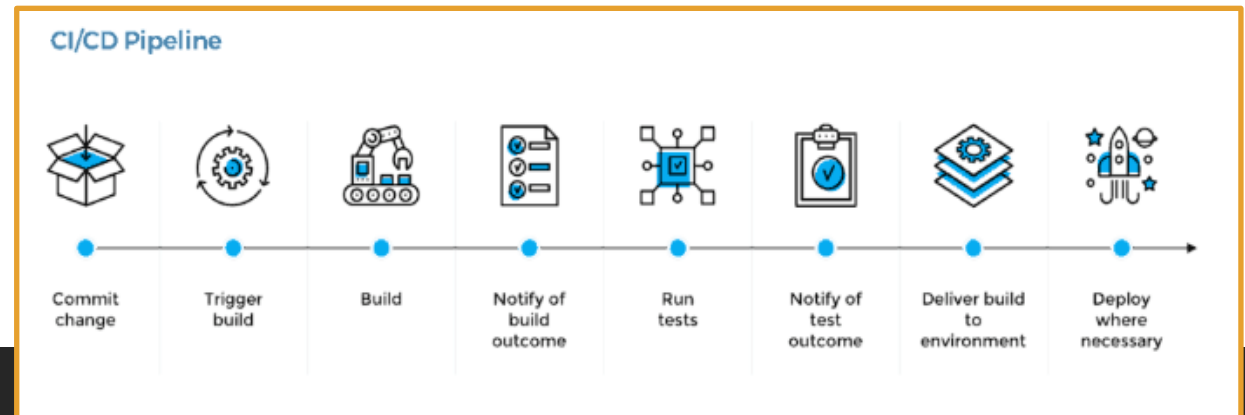 CI/CD Pipeline
Commit
change
Trigger
build
Build
Notify of
build
outcome
Run
tests
Notify of
test
outcome
Deliver build
to
environment
Deploy
where
necessary